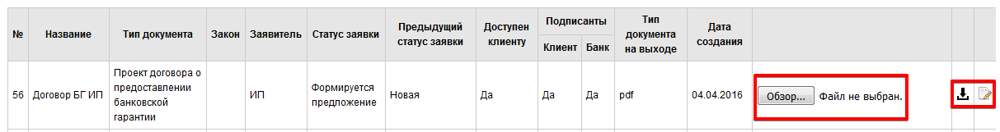 № Название Тип документа Закон Заявитель Статус заявки Предыдущий статус заявки Доступен клиенту Подписанты Клиент Банк Тип документа на выходе Дата создания
56 Договор БГ ИП Проект договора о предоставлении банковской гарантии ИП Формируется предложение Новая Да Да Да pdf 04.04.2016 Обзор... Файл не выбран.